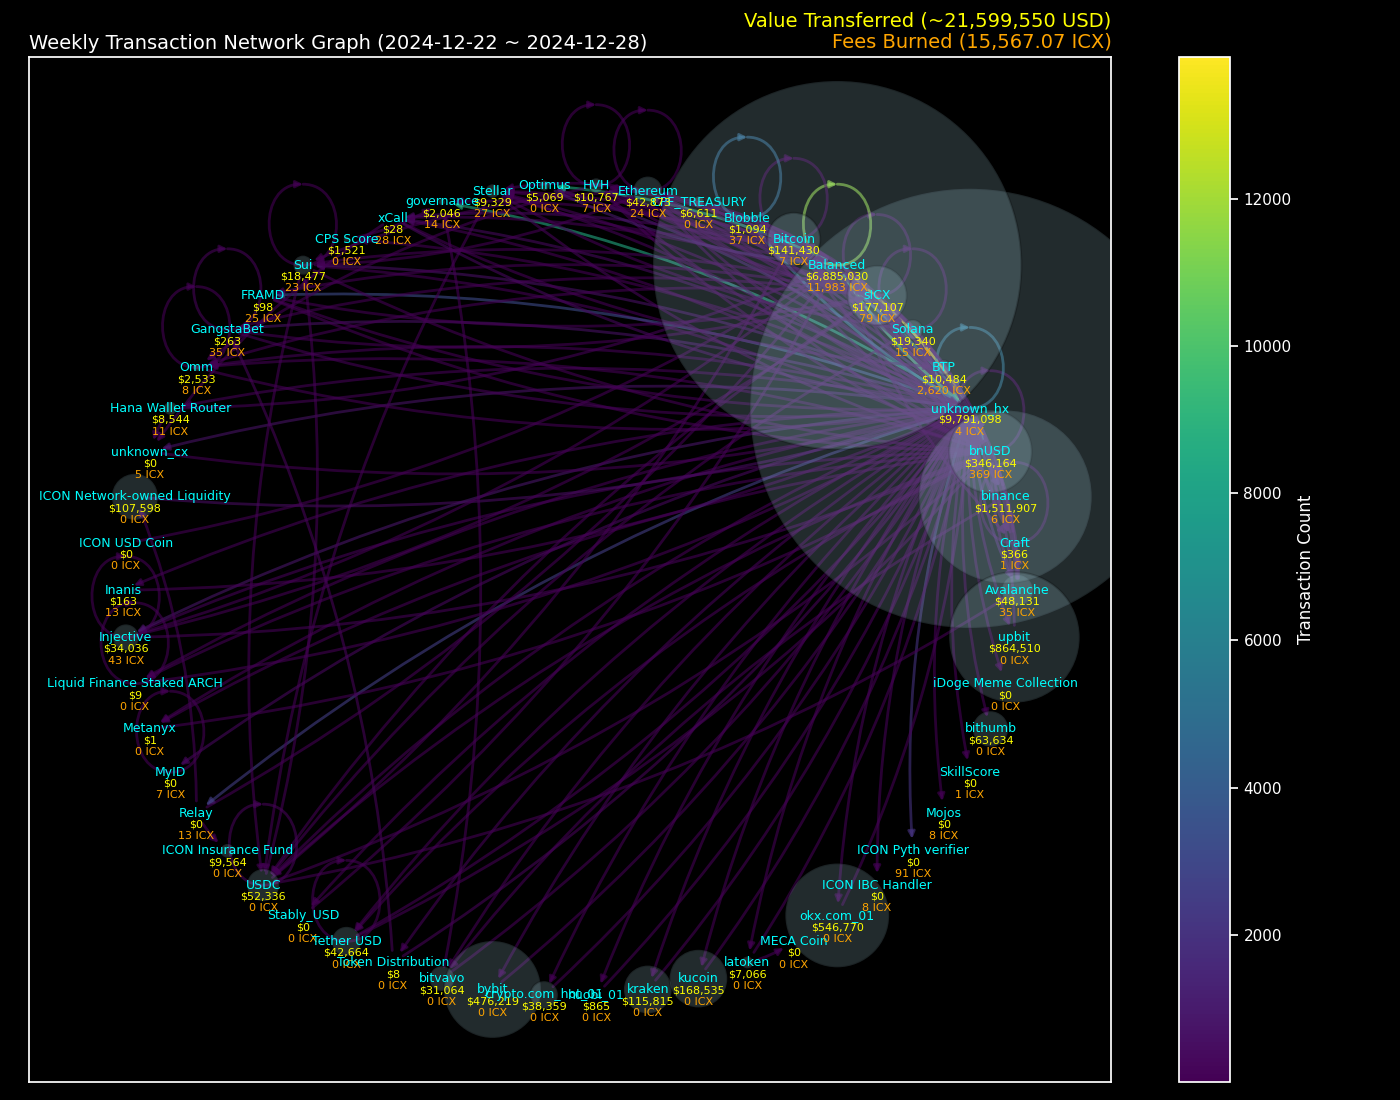 Value Transferred (~21,599,550 USD)
Weekly Transaction Network Graph (2024-12-22 ~ 2024-12-28)
Fees Burned (15,567.07 ICX)
Optimus
$5,069
0 ICX
HVH
$10,767
7 ICX
Ethereum
24 ICX
Stellar
$9,329
27 ICX
_TREASURY
$6,611
0 ICX
governance
$2,046
14 ICX
xCall
$28
28 ICX
Blobble
$1,094
37 ICX
CPS Score
$1,521
0 ICX
Bitcoin
$141,430
7 ICX
Sui
$18,477
23 ICX
Balanced
$6,885,030
11,983 ICX
FRAMD
$98
25 ICX
sICX
$177,107
79 ICX
GangstaBet
$263
35 ICX
Solana
$19,340
15 ICX
Omm
$2,533
8 ICX
BTP
$10,484
2,620 ICX
Hana Wallet Router
$8,544
11 ICX
unknown_hx
$9,791,098
4 ICX
unknown_cx
$0
5 ICX
bnUSD
$346,164
369 ICX
ICON Network-owned Liquidity
$107,598
0 ICX
binance
$1,511,907
6 ICX
ICON USD Coin
$0
0 ICX
Craft
$366
1 ICX
Inanis
$163
13 ICX
Avalanche
$48,131
35 ICX
Injective
$34,036
43 ICX
upbit
$864,510
0 ICX
Liquid Finance Staked ARCH
$9
0 ICX
iDoge Meme Collection
$0
0 ICX
Metanyx
$1
0 ICX
bithumb
$63,634
0 ICX
MyID
$0
7 ICX
SkillScore
$0
1 ICX
Relay
$0
13 ICX
Mojos
$0
8 ICX
ICON Insurance Fund
$9,564
0 ICX
ICON Pyth verifier
$0
91 ICX
USDC
$52,336
0 ICX
ICON IBC Handler
$0
8 ICX
Stably_USD
$0
0 ICX
okx.com_01
$546,770
0 ICX
Tether USD
$42,664
0 ICX
MECA Coin
$0
0 ICX
Token Distribution
$8
0 ICX
latoken
$7,066
0 ICX
bitvavo
$31,064
0 ICX
kucoin
$168,535
0 ICX
bybit
$476,219
0 ICX
$38,359
0 ICX
$865
0 ICX
kraken
$115,815
0 ICX
12000
10000
8000
6000
4000
2000
Transaction Count